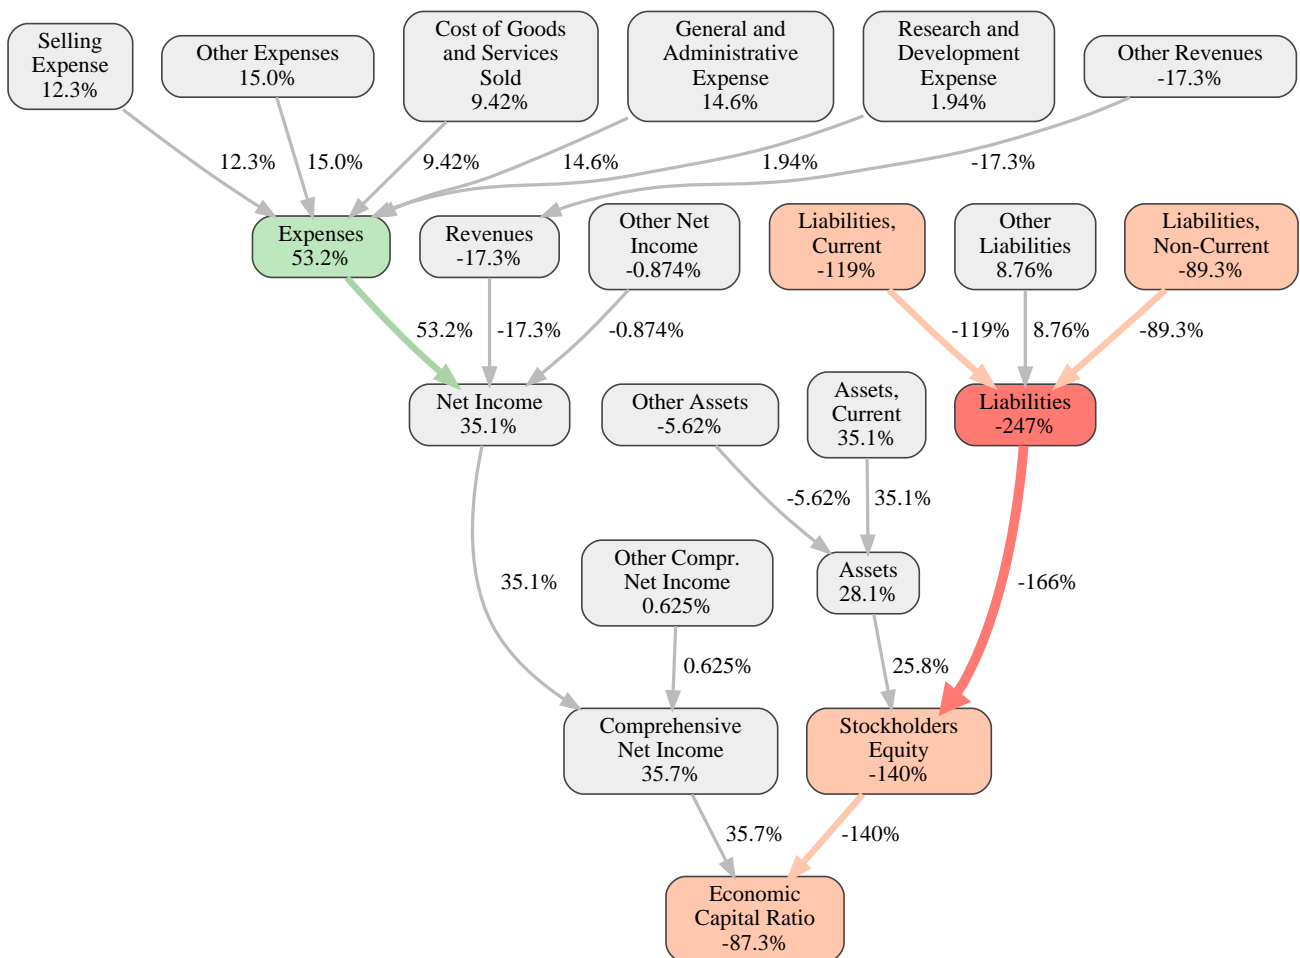 Selling
Expense
12.3%
Other Expenses
15.0%
Cost of Goods
and Services
Sold
9.42%
General and
Administrative
Expense
14.6%
Research and
Development
Expense
1.94%
Other Revenues
-17.3%
12.3%
15.0%
9.42%
14.6%
1.94%
-17.3%
Expenses
53.2%
Revenues
-17.3%
Other Net
Income
-0.874%
Liabilities,
Current
-119%
Other
Liabilities
8.76%
Liabilities,
Non-Current
-89.3%
53.2%
-17.3%
-0.874%
-119%
8.76%
-89.3%
Net Income
35.1%
Other Assets
-5.62%
Assets,
Current
35.1%
Liabilities
-247%
-5.62%
35.1%
35.1%
Other Compr.
Net Income
0.625%
Assets
28.1%
-166%
0.625%
25.8%
Comprehensive
Net Income
35.7%
Stockholders
Equity
-140%
35.7%
-140%
Economic
Capital Ratio
-87.3%